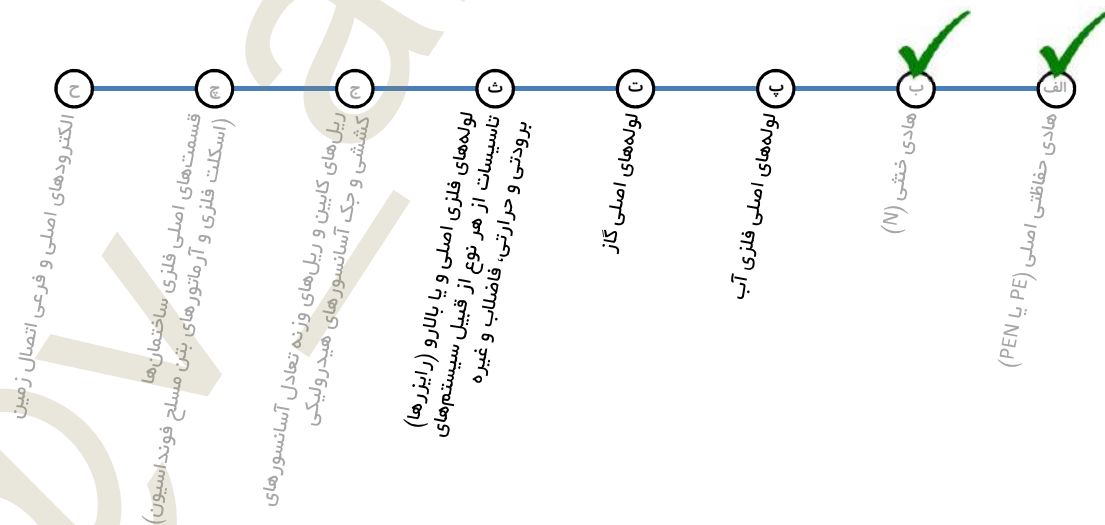 الف
هادی حفاظتی اصلی (PE یا PEN)
ب
هادی خنثی (N)
پ
لوله‌های اصلی فلزی آب
ت
لوله‌های اصلی گاز
ث
لوله‌های فلزی اصلی و یا بالارو (رایزرها)
تاسیسات از هر نوع از قبیل سیستم‌های
برودتی و حرارتی، فاضلاب و غیره
ج
ریل‌های کابین و ریل‌های وزنه تعادل آسانسورهای
کششی و جک آسانسورهای هیدرولیکی
چ
قسمت‌های اصلی فلزی ساختمان‌ها
(اسکلت فلزی و آرماتورهای بتن مسلح فونداسیون)
ح
الکترودهای اصلی و فرعی اتصال زمین